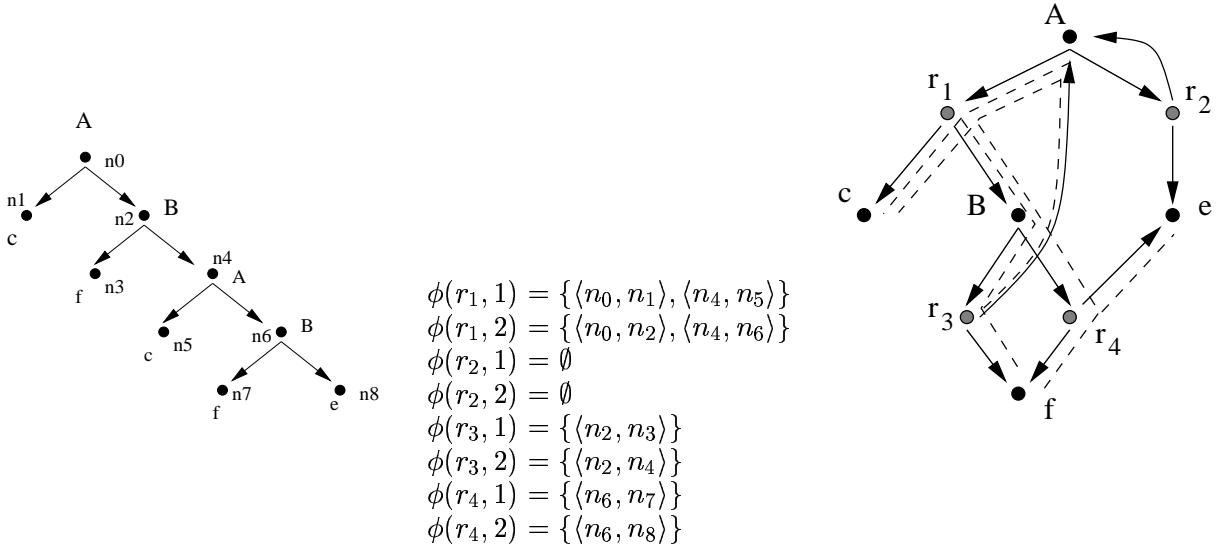 A
n0
n1
c
n2
B
f
n3
n4
A
c
n5
n6
B
f
n7
e
n8
ϕ(r₁, 1) = {⟨n₀, n₁⟩, ⟨n₄, n₅⟩}
ϕ(r₁, 2) = {⟨n₀, n₂⟩, ⟨n₄, n₆⟩}
ϕ(r₂, 1) = ∅
ϕ(r₂, 2) = ∅
ϕ(r₃, 1) = {⟨n₂, n₃⟩}
ϕ(r₃, 2) = {⟨n₂, n₄⟩}
ϕ(r₄, 1) = {⟨n₆, n₇⟩}
ϕ(r₄, 2) = {⟨n₆, n₈⟩}
A
r₁
r₂
c
B
e
r₃
r₄
f